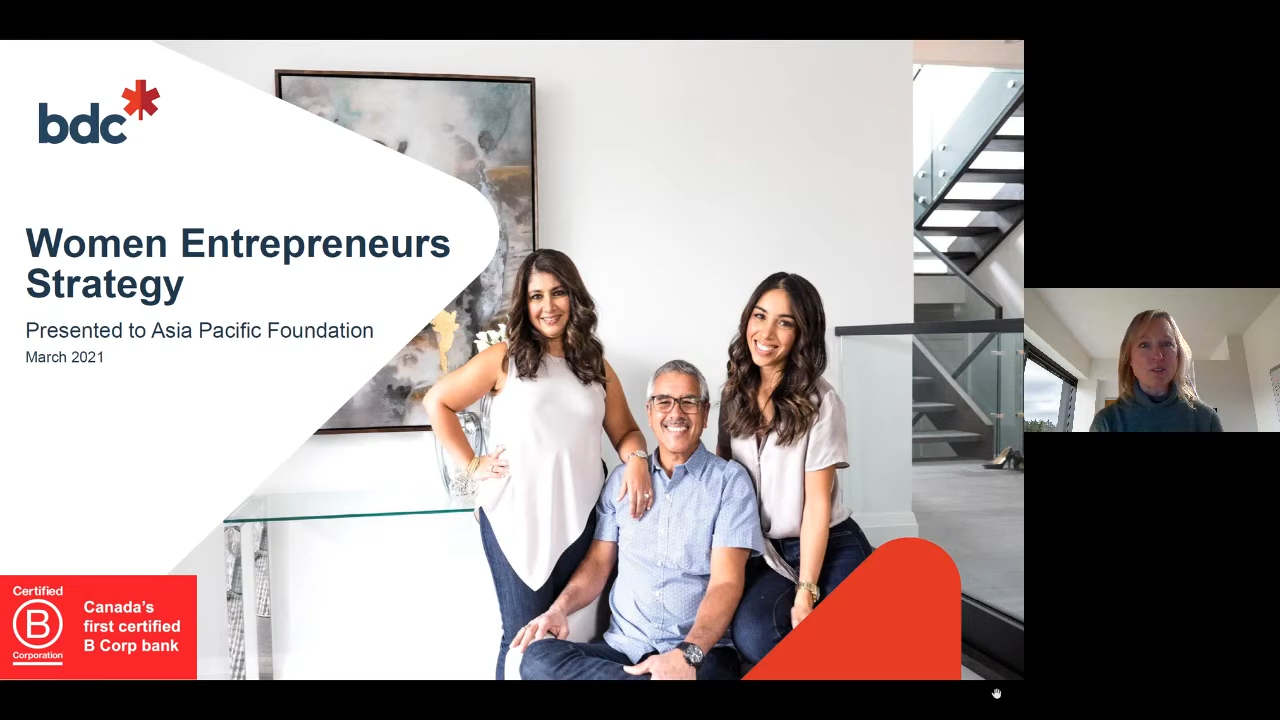 bdc
Women Entrepreneurs
Strategy
Presented to Asia Pacific Foundation
March 2021
Certified
B
Corporation
Canada's
first certified
B Corp bank